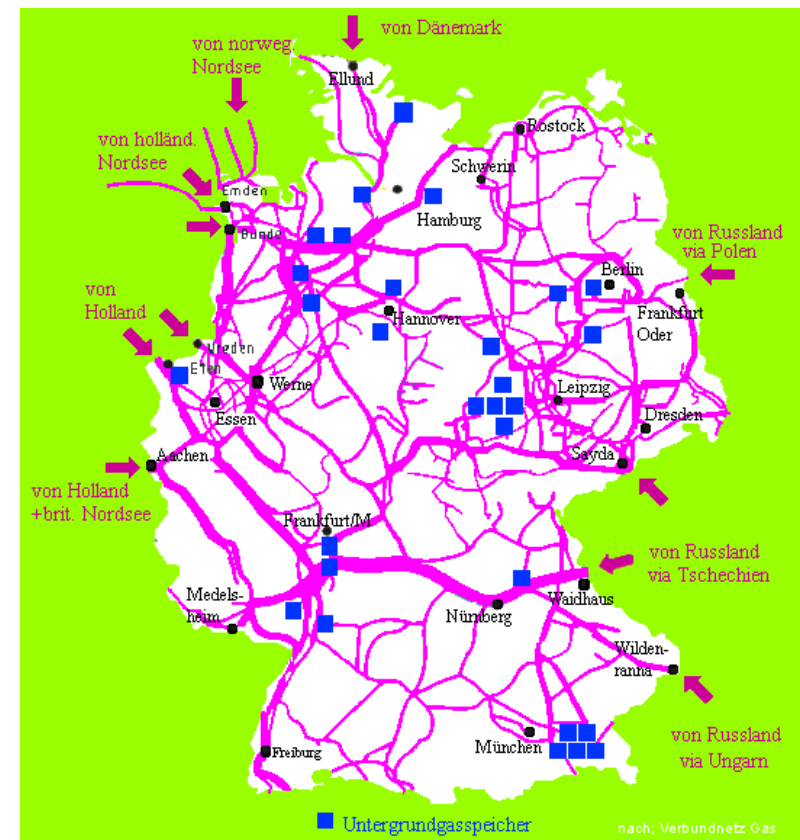 von Dänemark
von norweg.
Nordsee
Ellund
von holländ.
Nordsee
Rostock
Schwerin
Emden
Hamburg
Bunde
von Russland
via Polen
Berlin
von
Holland
Frankfurt
Oder
Hannover
Vreden
Elten
Werne
Leipzig
Essen
Dresden
Aachen
Sayda
von Holland
+brit. Nordsee
Frankfurt/M
von Russland
via Tschechien
Medels-
heim
Waidhaus
Nürnberg
Wilden-
ranna
von Russland
via Ungarn
München
Freiburg
Untergrundgasspeicher
nach; Verbundnetz Gas